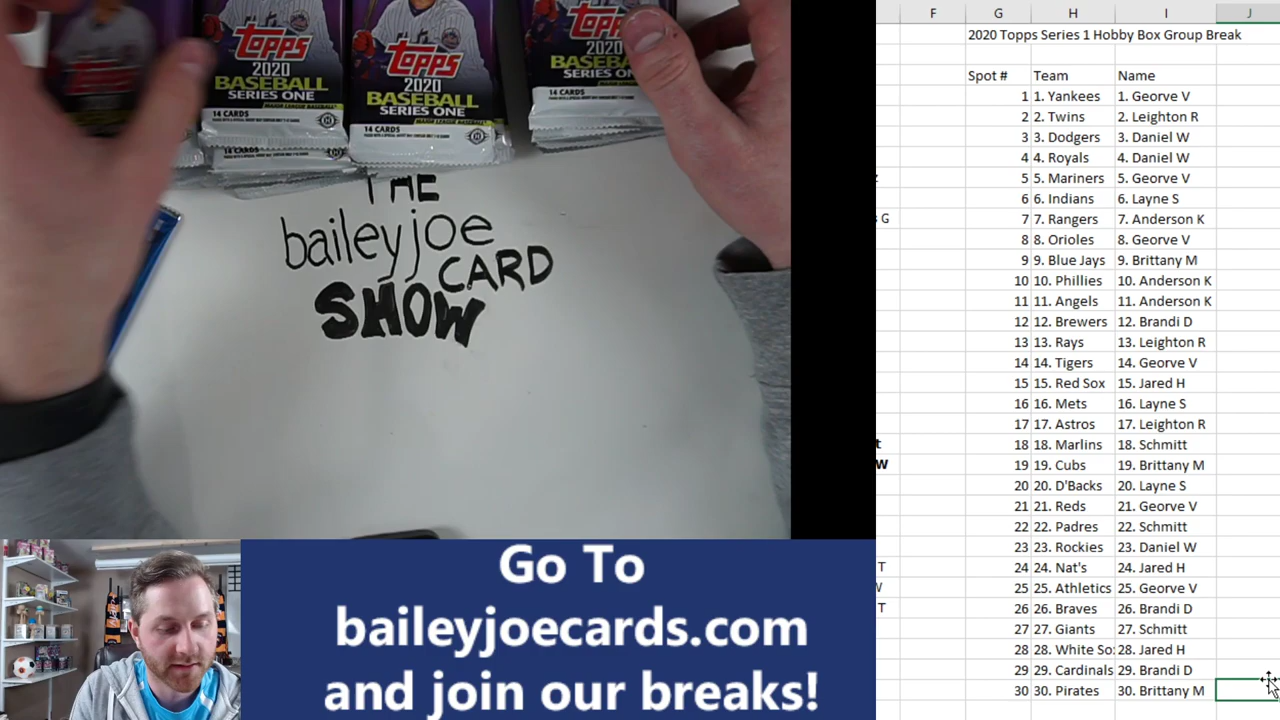 topps
2020
BASEBALL
SERIES ONE
MAJOR LEAGUE BASEBALL
14 CARDS
topps
2020
BASEBALL
SERIES ONE
MAJOR LEAGUE BASEBALL
14 CARDS
2020
14 CARDS
THE
baileyjoe
CARD
SHOW
Go To
baileyjoecards.com
and join our breaks!
F G H I J
2020 Topps Series 1 Hobby Box Group Break
Spot # Team Name
1 1. Yankees 1. Georve V
2 2. Twins 2. Leighton R
3 3. Dodgers 3. Daniel W
4 4. Royals 4. Daniel W
5 5. Mariners 5. Georve V
6 6. Indians 6. Layne S
G 7 7. Rangers 7. Anderson K
8 8. Orioles 8. Georve V
9 9. Blue Jays 9. Brittany M
10 10. Phillies 10. Anderson K
11 11. Angels 11. Anderson K
12 12. Brewers 12. Brandi D
13 13. Rays 13. Leighton R
14 14. Tigers 14. Georve V
15 15. Red Sox 15. Jared H
16 16. Mets 16. Layne S
17 17. Astros 17. Leighton R
t 18 18. Marlins 18. Schmitt
W 19 19. Cubs 19. Brittany M
20 20. D'Backs 20. Layne S
21 21. Reds 21. Georve V
22 22. Padres 22. Schmitt
23 23. Rockies 23. Daniel W
T 24 24. Nat's 24. Jared H
25 25. Athletics 25. Georve V
T 26 26. Braves 26. Brandi D
27 27. Giants 27. Schmitt
28 28. White So 28. Jared H
29 29. Cardinals 29. Brandi D
30 30. Pirates 30. Brittany M